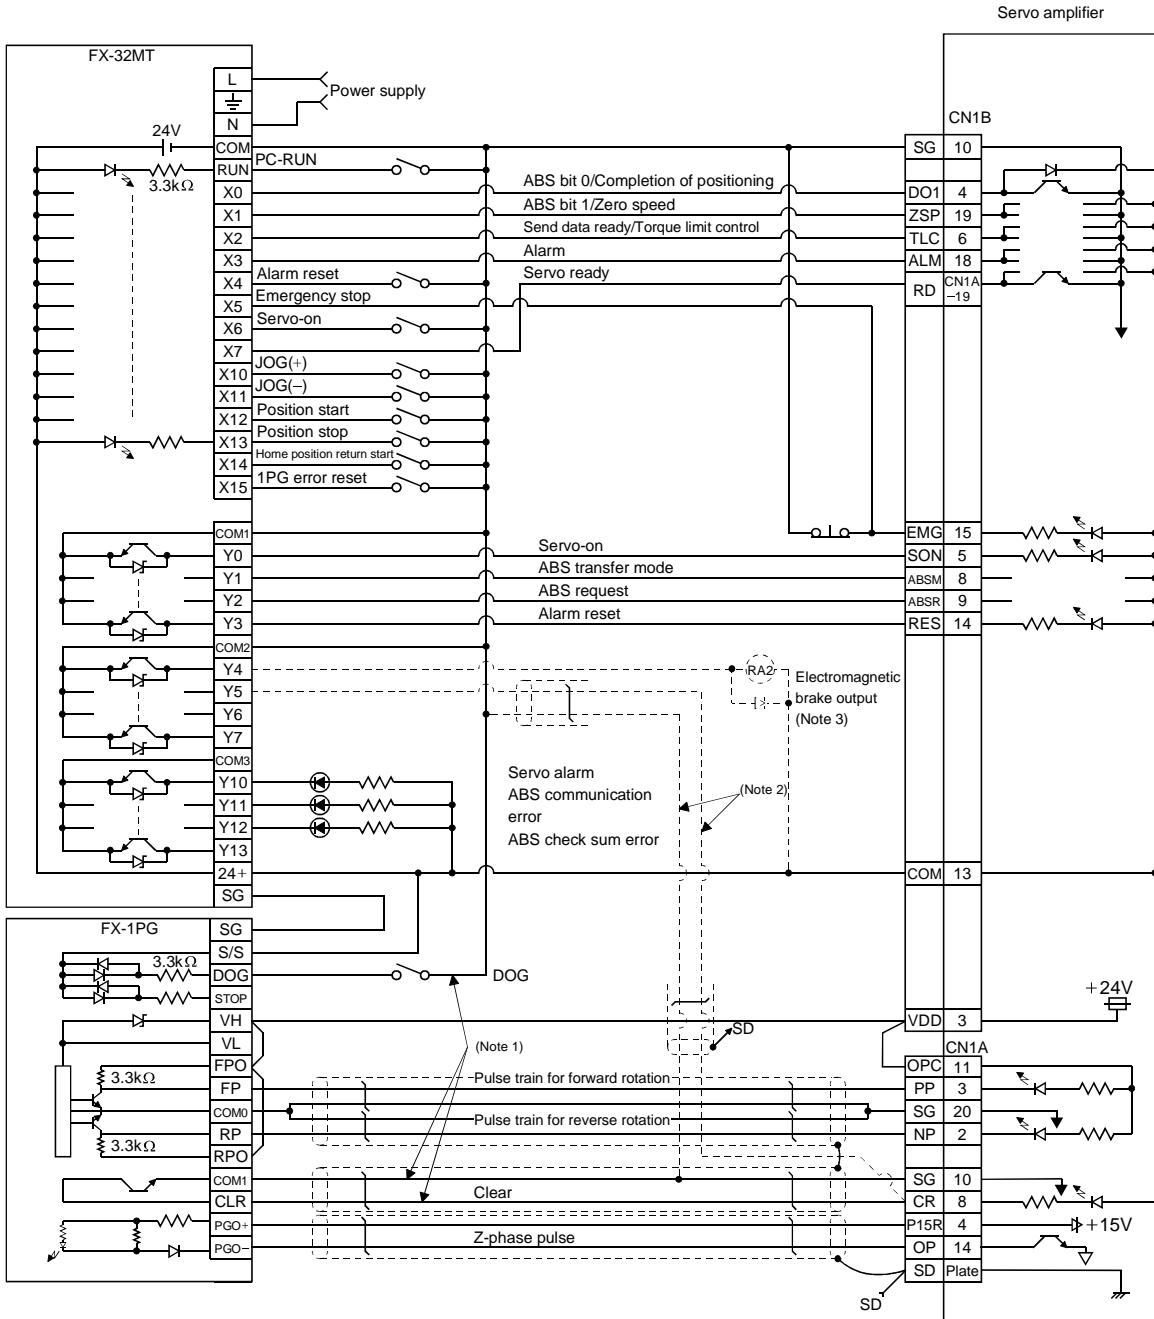 Servo amplifier
FX-32MT
L
N
Power supply
CN1B
24V
COM
SG 10
RUN PC-RUN
3.3kΩ
X0 ABS bit 0/Completion of positioning DO1 4
X1 ABS bit 1/Zero speed ZSP 19
X2 Send data ready/Torque limit control TLC 6
X3 Alarm ALM 18
X4 Alarm reset Servo ready RD CN1A
−19
X5 Emergency stop
X6 Servo-on
X7
X10 JOG(+)
X11 JOG(−)
X12 Position start
X13 Position stop
X14 Home position return start
X15 1PG error reset
COM1 EMG 15
Y0 Servo-on SON 5
Y1 ABS transfer mode ABSM 8
Y2 ABS request ABSR 9
Y3 Alarm reset RES 14
COM2
Y4 RA2 Electromagnetic
Y5 brake output
Y6 (Note 3)
Y7
COM3
Y10 Servo alarm
Y11 ABS communication (Note 2)
error
Y12 ABS check sum error
Y13
24+ COM 13
SG
FX-1PG
SG
S/S
3.3kΩ
DOG DOG
STOP
+24V
VH SD VDD 3
VL (Note 1) CN1A
FPO OPC 11
3.3kΩ FP Pulse train for forward rotation PP 3
COM0 SG 20
RP Pulse train for reverse rotation NP 2
3.3kΩ
RPO
COM1 SG 10
CLR Clear CR 8
PGO+ P15R 4 +15V
PGO− Z-phase pulse OP 14
SD Plate
SD